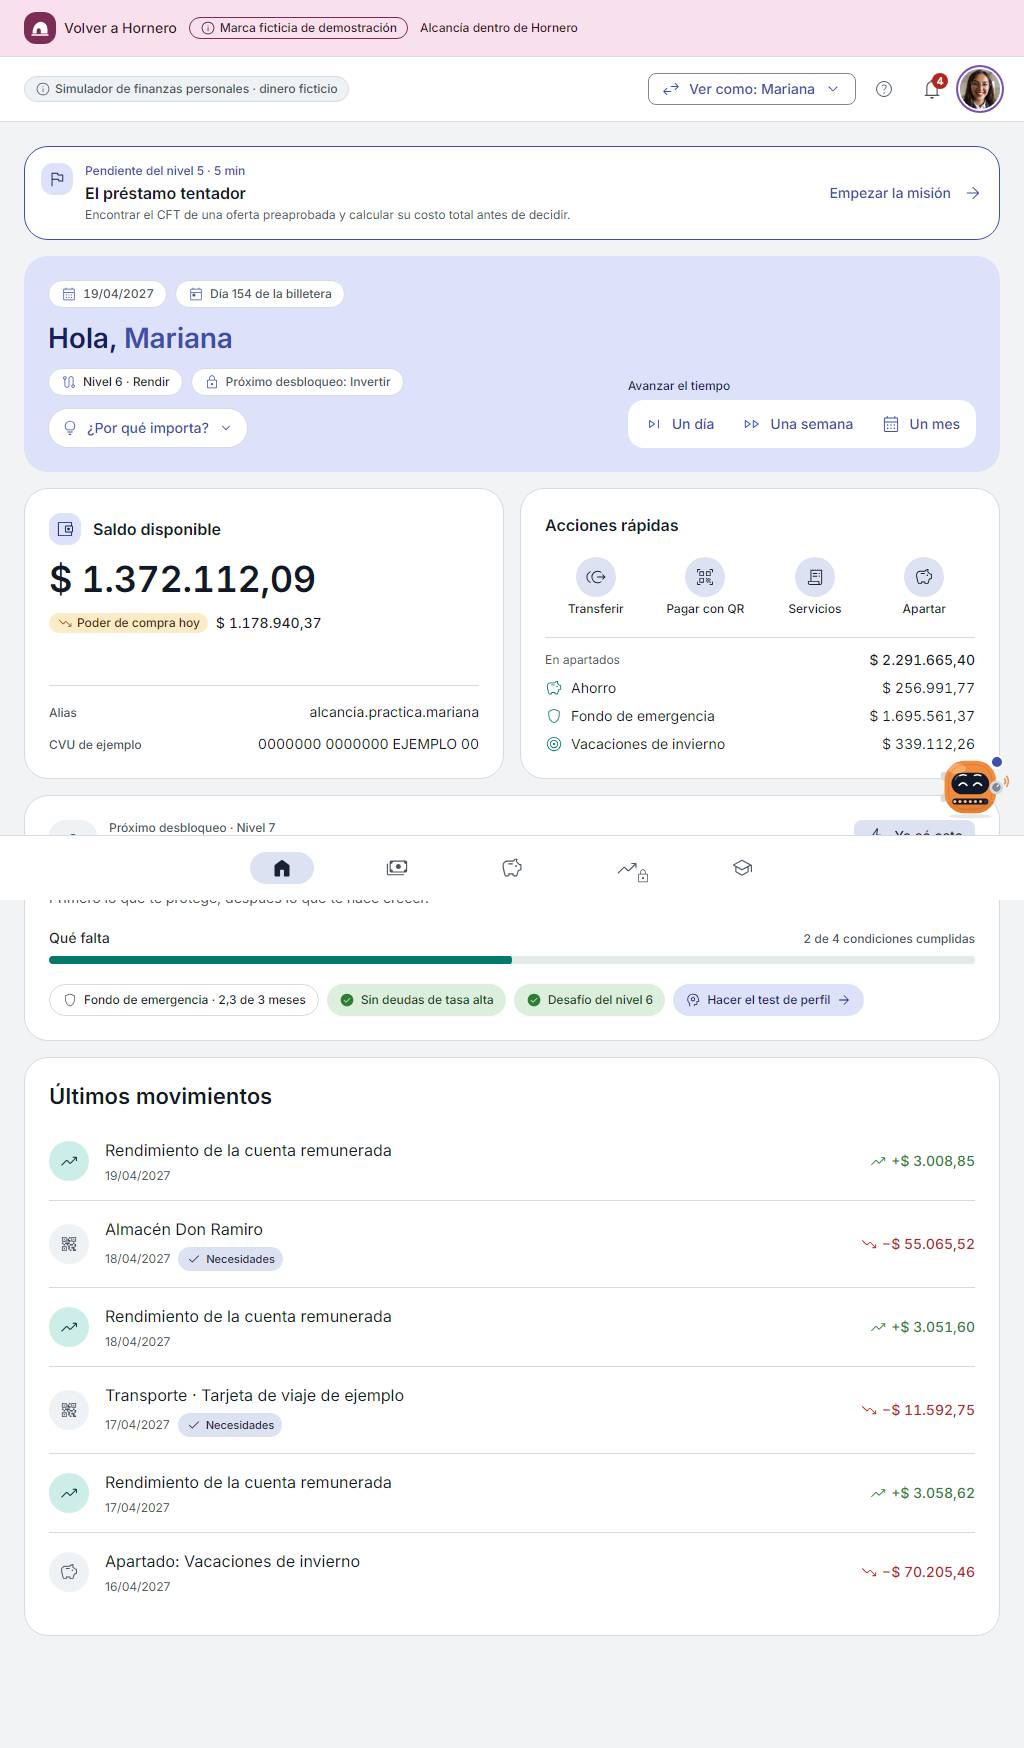 Volver a Hornero
Marca ficticia de demostración
Alcancía dentro de Hornero
Simulador de finanzas personales · dinero ficticio
Ver como: Mariana
4
Pendiente del nivel 5 · 5 min
El préstamo tentador
Encontrar el CFT de una oferta preaprobada y calcular su costo total antes de decidir.
Empezar la misión
19/04/2027
Día 154 de la billetera
Hola, Mariana
Nivel 6 · Rendir
Próximo desbloqueo: Invertir
¿Por qué importa?
Avanzar el tiempo
Un día
Una semana
Un mes
Saldo disponible
$ 1.372.112,09
Poder de compra hoy $ 1.178.940,37
Alias alcancia.practica.mariana
CVU de ejemplo 0000000 0000000 EJEMPLO 00
Acciones rápidas
Transferir
Pagar con QR
Servicios
Apartar
En apartados $ 2.291.665,40
Ahorro $ 256.991,77
Fondo de emergencia $ 1.695.561,37
Vacaciones de invierno $ 339.112,26
Próximo desbloqueo · Nivel 7
Qué falta
2 de 4 condiciones cumplidas
Fondo de emergencia · 2,3 de 3 meses
Sin deudas de tasa alta
Desafío del nivel 6
Hacer el test de perfil
Últimos movimientos
Rendimiento de la cuenta remunerada
19/04/2027
+$ 3.008,85
Almacén Don Ramiro
18/04/2027 Necesidades
−$ 55.065,52
Rendimiento de la cuenta remunerada
18/04/2027
+$ 3.051,60
Transporte · Tarjeta de viaje de ejemplo
17/04/2027 Necesidades
−$ 11.592,75
Rendimiento de la cuenta remunerada
17/04/2027
+$ 3.058,62
Apartado: Vacaciones de invierno
16/04/2027
−$ 70.205,46